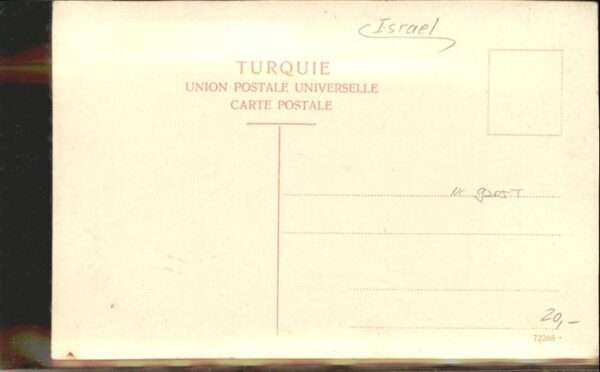 Israel
TURQUIE
UNION POSTALE UNIVERSELLE
CARTE POSTALE
20,-